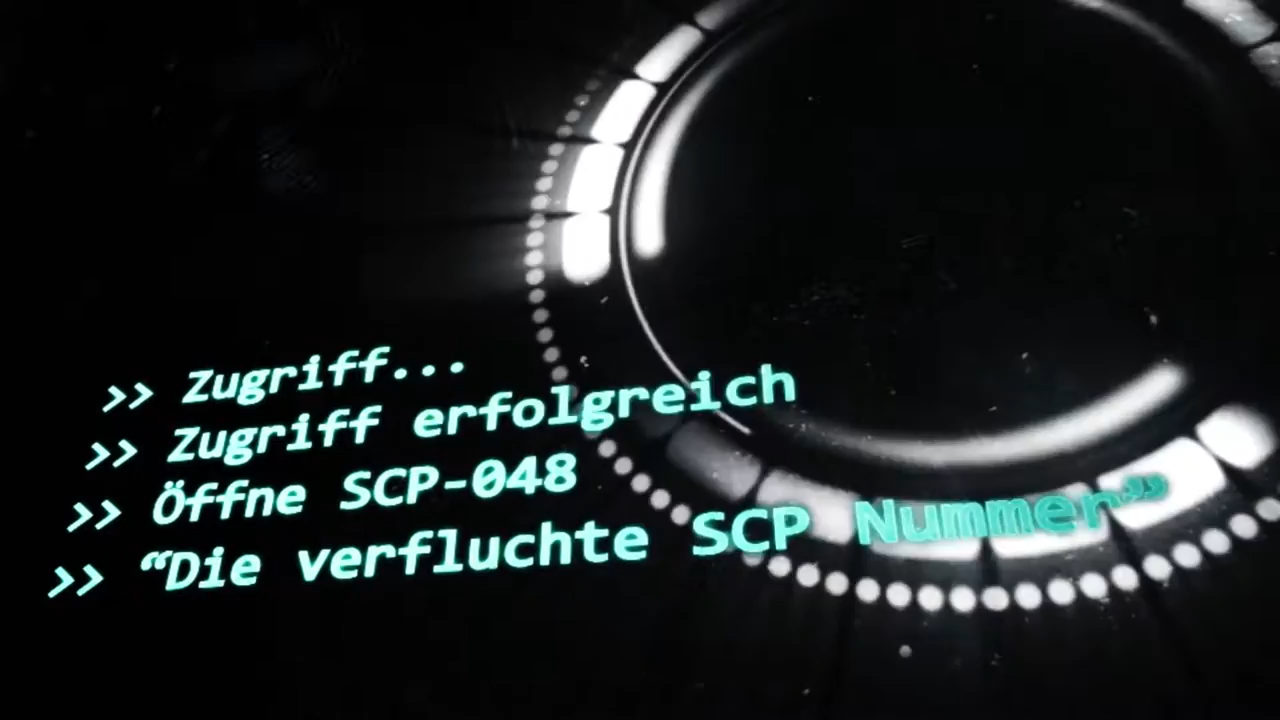 >> Zugriff...
>> Zugriff erfolgreich
>> Öffne SCP-048
>> “Die verfluchte SCP Nummer”